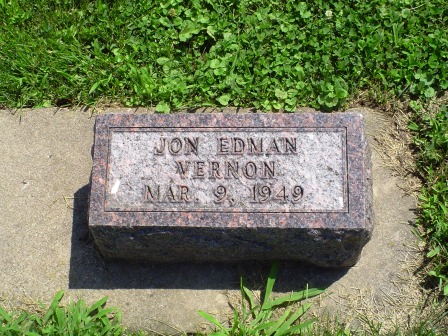 JON EDMAN
VERNON
MAR. 9, 1949